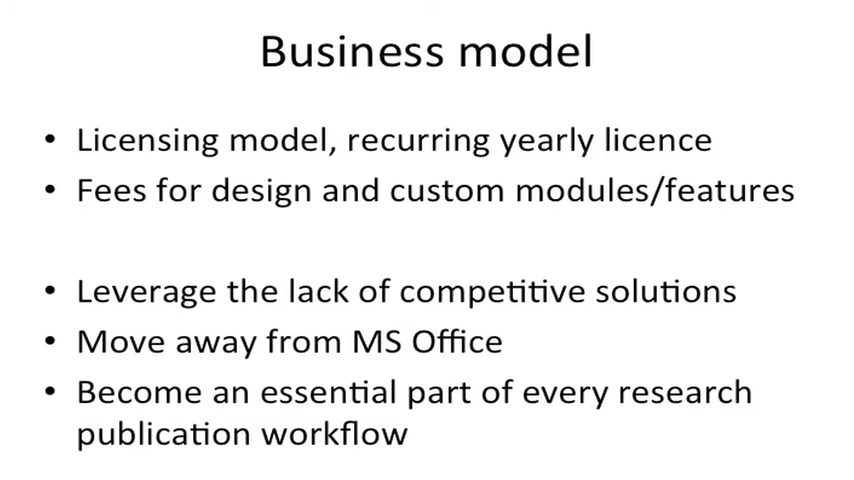 Business model
• Licensing model, recurring yearly licence
• Fees for design and custom modules/features
• Leverage the lack of competitive solutions
• Move away from MS Office
• Become an essential part of every research
publication workflow